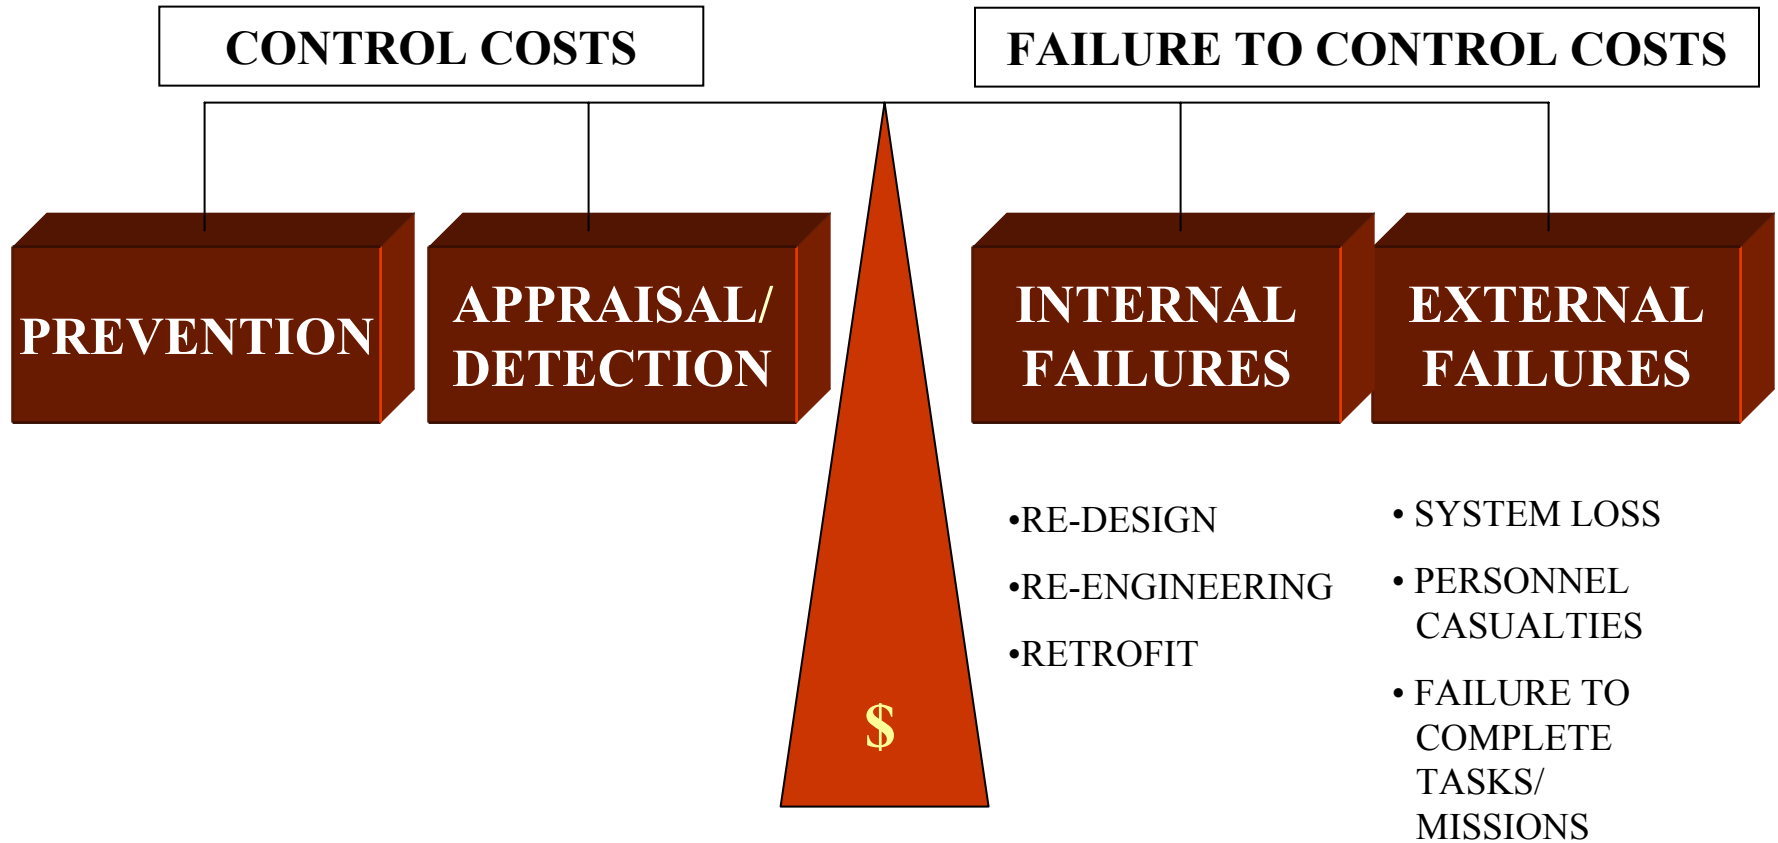 CONTROL COSTS
FAILURE TO CONTROL COSTS
PREVENTION
APPRAISAL/
DETECTION
INTERNAL
FAILURES
EXTERNAL
FAILURES
•RE-DESIGN
•RE-ENGINEERING
•RETROFIT
• SYSTEM LOSS
• PERSONNEL
CASUALTIES
• FAILURE TO
COMPLETE
TASKS/
MISSIONS
$